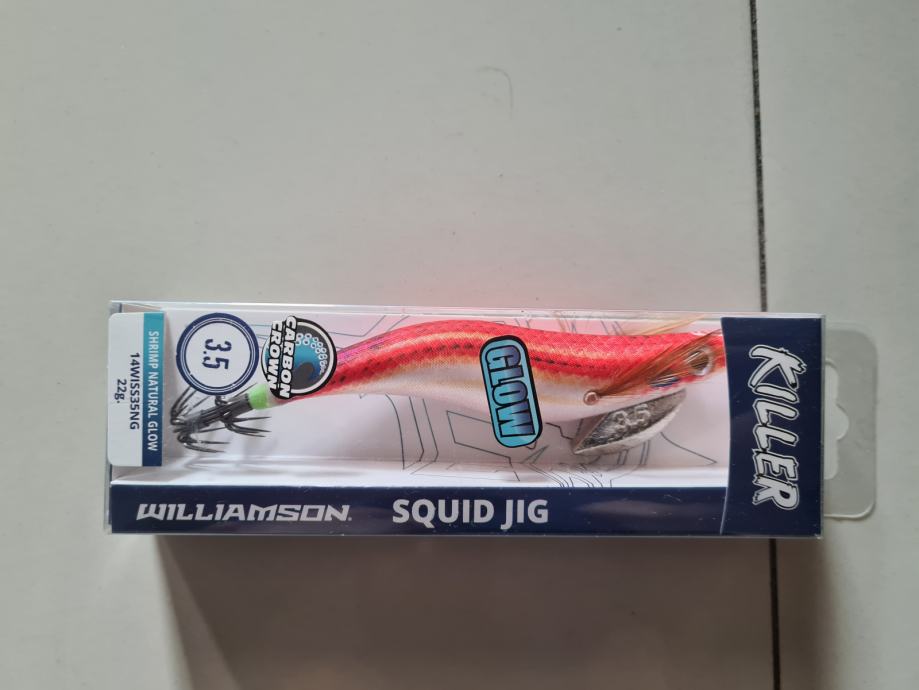 WILLIAMSON.
SQUID JIG
KILLER
GLOW
3.5
CARBON
CROWN
3.5
SHRIMP NATURAL GLOW
14WISS35NG
22g.